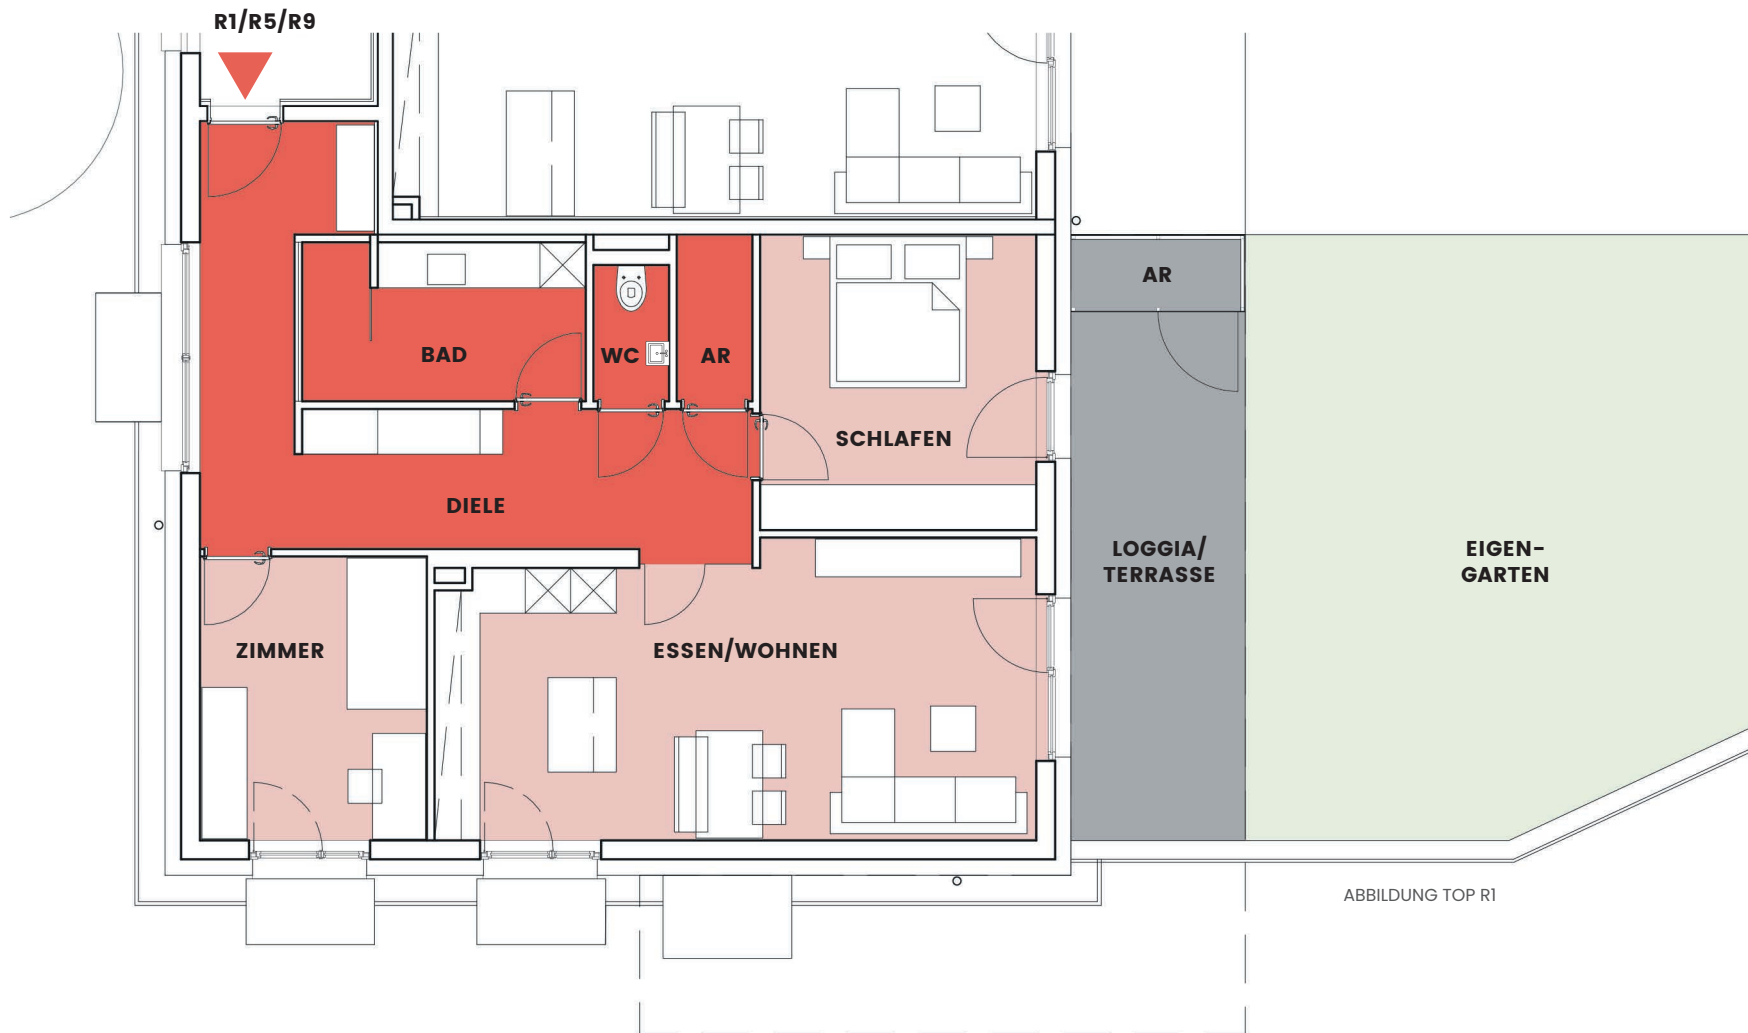 R1/R5/R9
AR
BAD
WC
AR
SCHLAFEN
DIELE
LOGGIA/
TERRASSE
EIGEN-
GARTEN
ZIMMER
ESSEN/WOHNEN
ABBILDUNG TOP R1